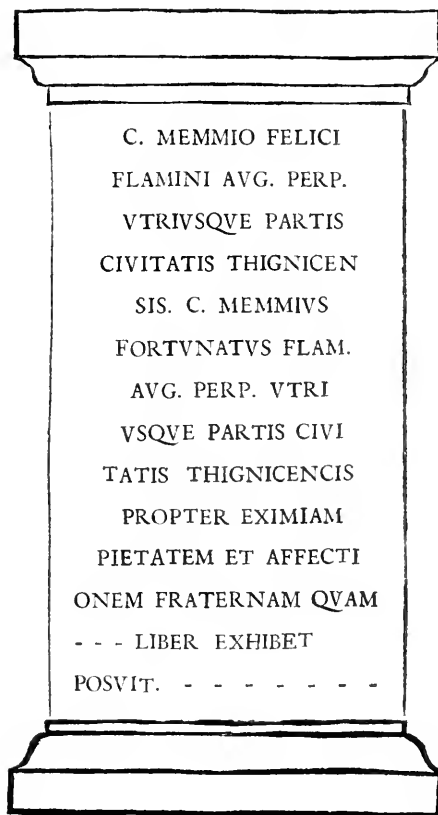 C. MEMMIO FELICI
FLAMINI AVG. PERP.
VTRIVSQVE PARTIS
CIVITATIS THIGNICEN
SIS. C. MEMMIVS
FORTVNATVS FLAM.
AVG. PERP. VTRI
VSQVE PARTIS CIVI
TATIS THIGNICENCIS
PROPTER EXIMIAM
PIETATEM ET AFFECTI
ONEM FRATERNAM QVAM
- - - LIBER EXHIBET
POSVIT. - - - - - - -